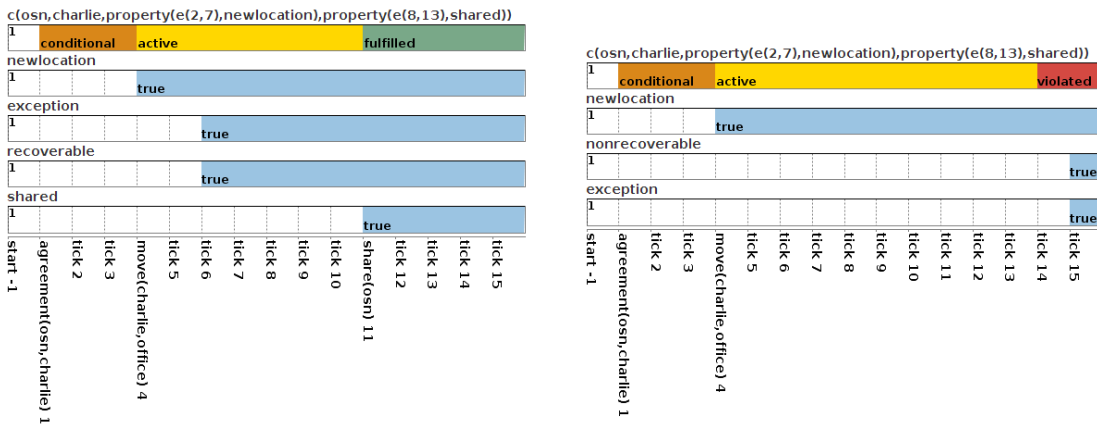 c(osn,charlie,property(e(2,7),newlocation),property(e(8,13),shared))
1
conditional
active
fulfilled
newlocation
1
true
exception
1
true
recoverable
1
true
shared
1
true
start -1
agreement(osn,charlie) 1
tick 2
tick 3
move(charlie,office) 4
tick 5
tick 6
tick 7
tick 8
tick 9
tick 10
share(osn) 11
tick 12
tick 13
tick 14
tick 15
c(osn,charlie,property(e(2,7),newlocation),property(e(8,13),shared))
1
conditional
active
violated
newlocation
1
true
nonrecoverable
1
true
exception
1
true
start -1
agreement(osn,charlie) 1
tick 2
tick 3
move(charlie,office) 4
tick 5
tick 6
tick 7
tick 8
tick 9
tick 10
tick 11
tick 12
tick 13
tick 14
tick 15